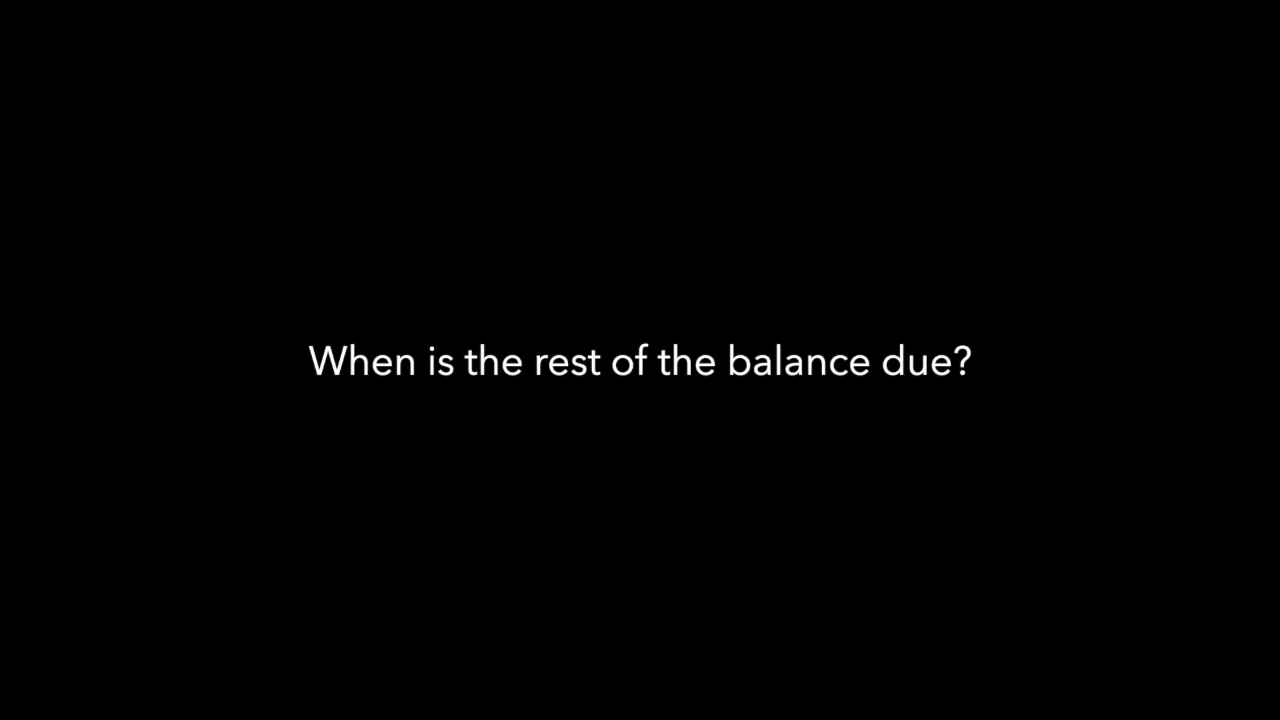 When is the rest of the balance due?